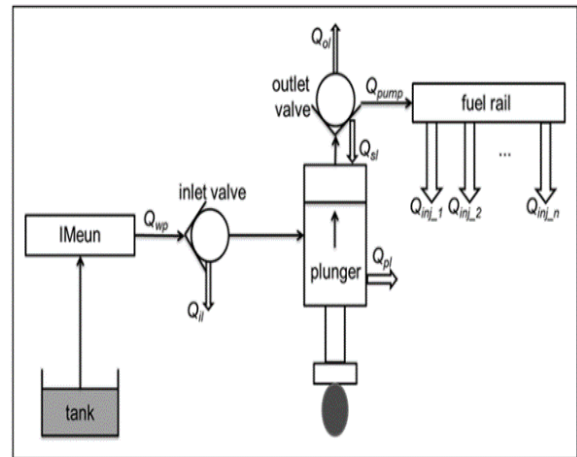 Q_ol
outlet
valve
Q_pump
fuel rail
Q_sl
...
inlet valve
Q_inj_1 Q_inj_2 Q_inj_n
Q_wp
IMeun
plunger
Q_pl
Q_il
tank